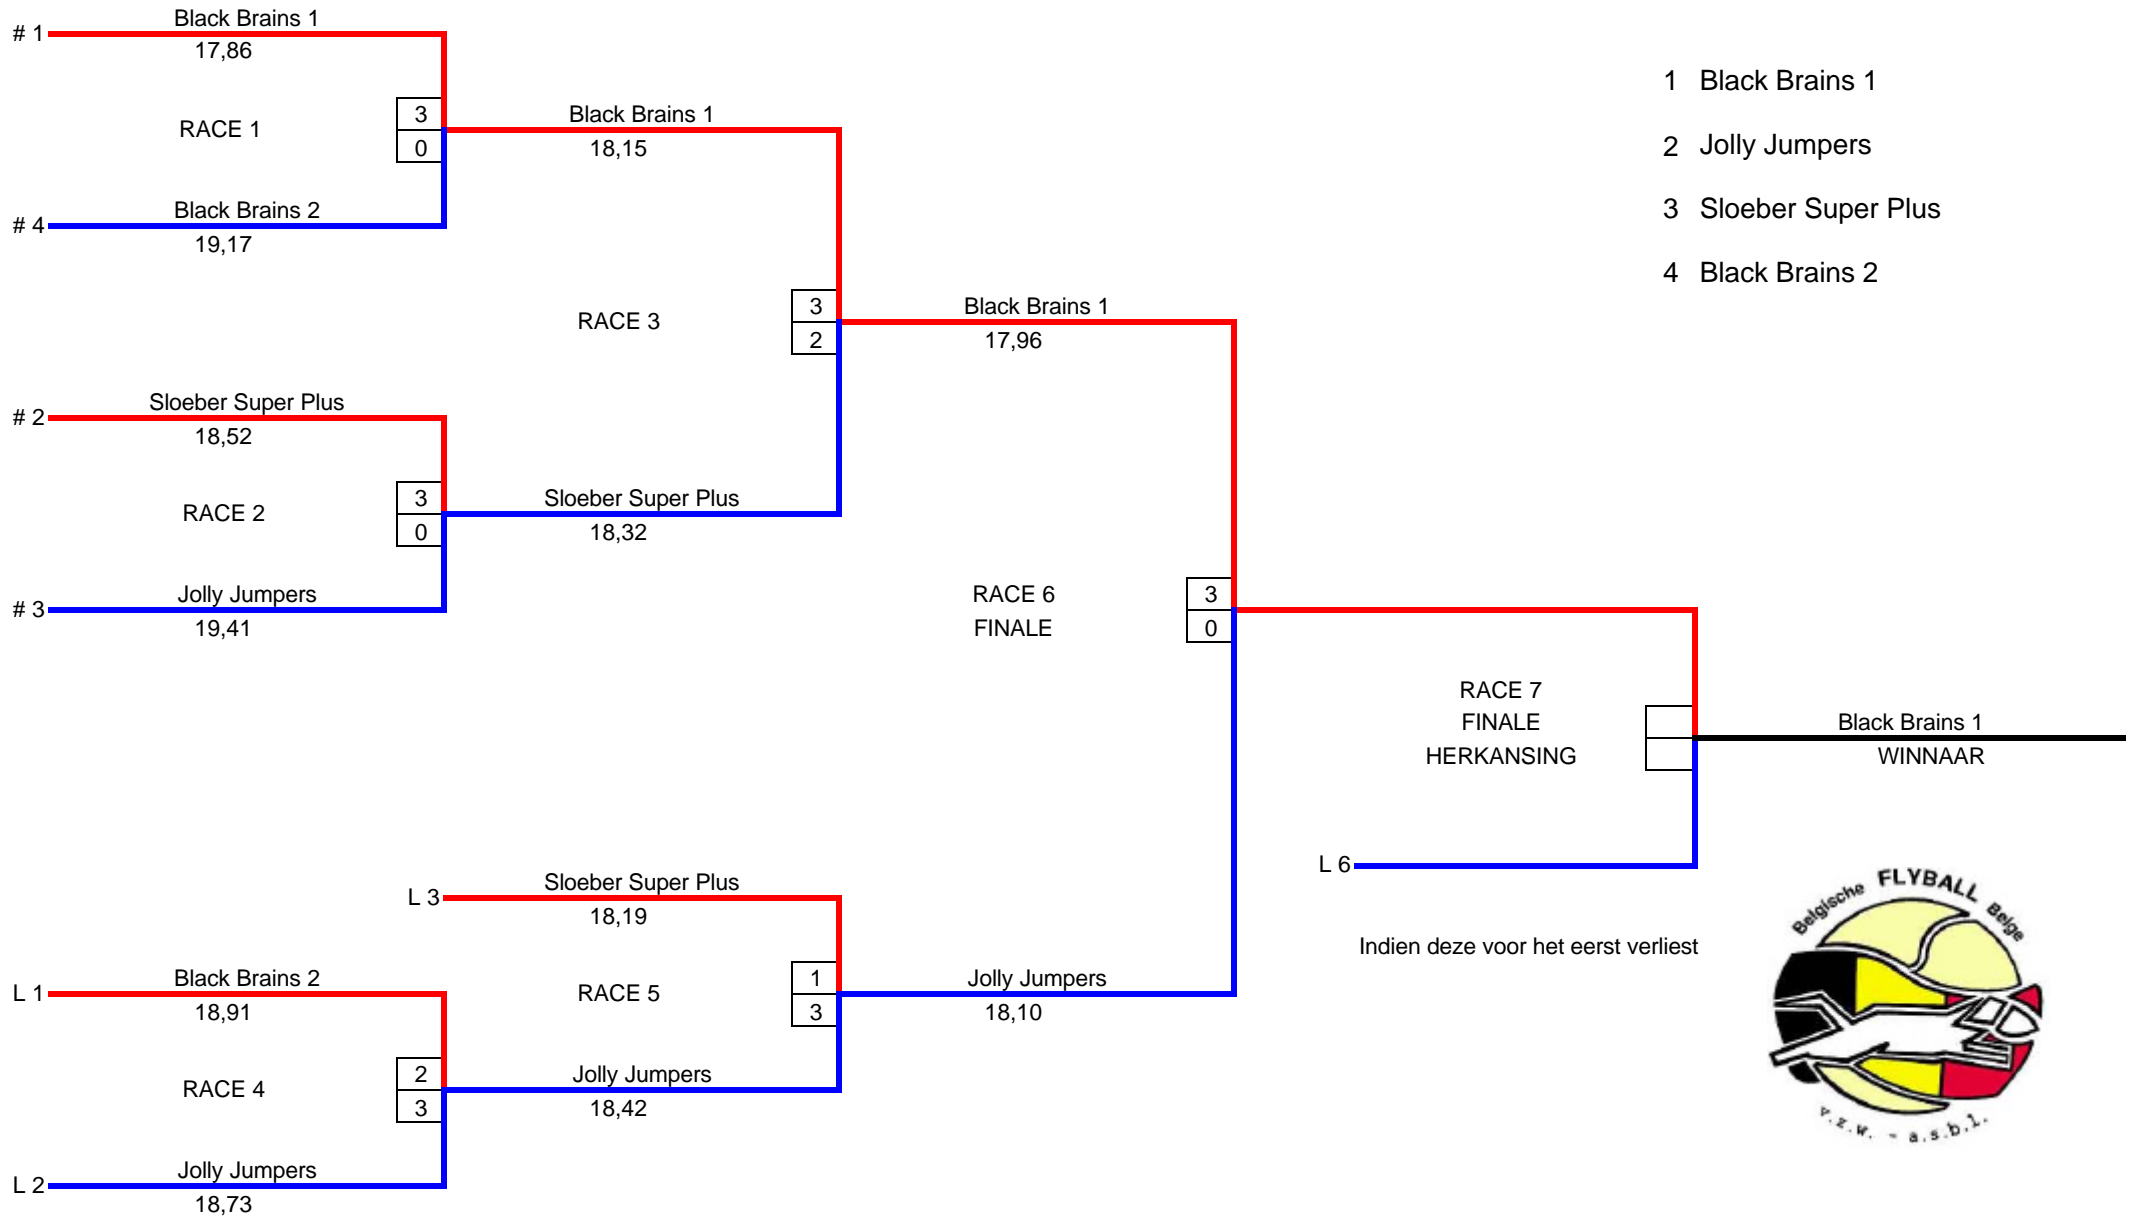 # 1
Black Brains 1
17,86
RACE 1
3
0
# 4
Black Brains 2
19,17
Black Brains 1
18,15
# 2
Sloeber Super Plus
18,52
RACE 2
3
0
# 3
Jolly Jumpers
19,41
Sloeber Super Plus
18,32
RACE 3
3
2
Black Brains 1
17,96
RACE 6
FINALE
3
0
L 1
Black Brains 2
18,91
RACE 4
2
3
L 2
Jolly Jumpers
18,73
L 3
Sloeber Super Plus
18,19
RACE 5
1
3
Jolly Jumpers
18,42
Jolly Jumpers
18,10
RACE 7
FINALE
HERKANSING
L 6
Indien deze voor het eerst verliest
Black Brains 1
WINNAAR
1 Black Brains 1
2 Jolly Jumpers
3 Sloeber Super Plus
4 Black Brains 2
Belgische FLYBALL Belge
v.z.w. - a.s.b.l.